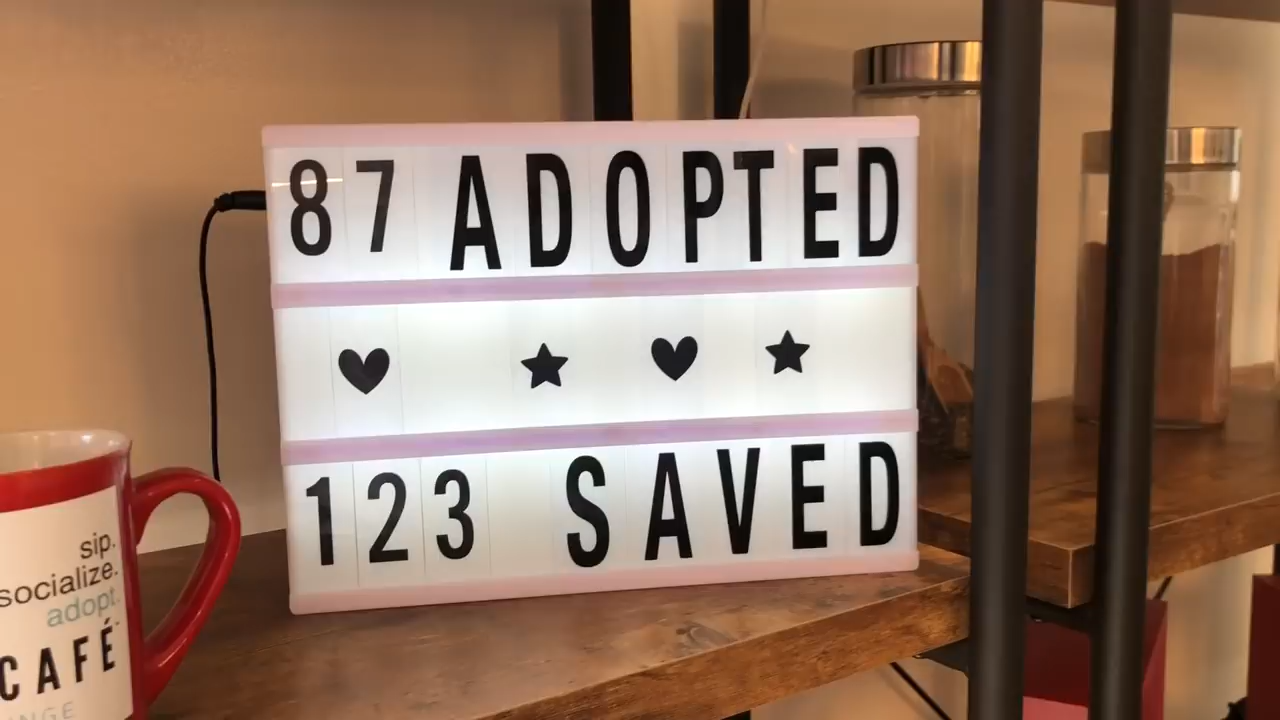 87 ADOPTED
123 SAVED
sip.
socialize.
adopt.
CAFÉ